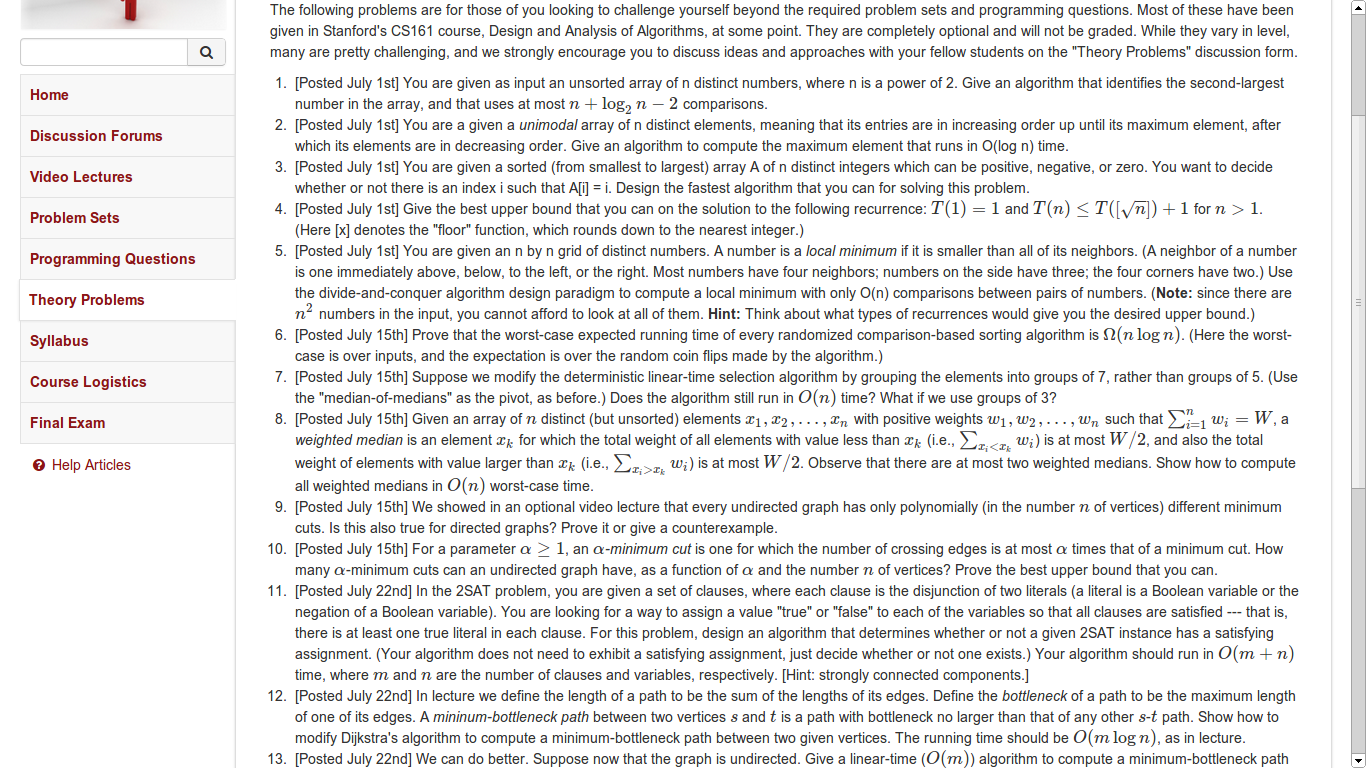 The following problems are for those of you looking to challenge yourself beyond the required problem sets and programming questions. Most of these have been
given in Stanford's CS161 course, Design and Analysis of Algorithms, at some point. They are completely optional and will not be graded. While they vary in level,
many are pretty challenging, and we strongly encourage you to discuss ideas and approaches with your fellow students on the "Theory Problems" discussion form.
Home
Discussion Forums
Video Lectures
Problem Sets
Programming Questions
Theory Problems
Syllabus
Course Logistics
Final Exam
Help Articles
1. [Posted July 1st] You are given as input an unsorted array of n distinct numbers, where n is a power of 2. Give an algorithm that identifies the second-largest
number in the array, and that uses at most n + log₂ n − 2 comparisons.
2. [Posted July 1st] You are a given a unimodal array of n distinct elements, meaning that its entries are in increasing order up until its maximum element, after
which its elements are in decreasing order. Give an algorithm to compute the maximum element that runs in O(log n) time.
3. [Posted July 1st] You are given a sorted (from smallest to largest) array A of n distinct integers which can be positive, negative, or zero. You want to decide
whether or not there is an index i such that A[i] = i. Design the fastest algorithm that you can for solving this problem.
4. [Posted July 1st] Give the best upper bound that you can on the solution to the following recurrence: T(1) = 1 and T(n) ≤ T([√n]) + 1 for n > 1.
(Here [x] denotes the "floor" function, which rounds down to the nearest integer.)
5. [Posted July 1st] You are given an n by n grid of distinct numbers. A number is a local minimum if it is smaller than all of its neighbors. (A neighbor of a number
is one immediately above, below, to the left, or the right. Most numbers have four neighbors; numbers on the side have three; the four corners have two.) Use
the divide-and-conquer algorithm design paradigm to compute a local minimum with only O(n) comparisons between pairs of numbers. (Note: since there are
n² numbers in the input, you cannot afford to look at all of them. Hint: Think about what types of recurrences would give you the desired upper bound.)
6. [Posted July 15th] Prove that the worst-case expected running time of every randomized comparison-based sorting algorithm is Ω(n log n). (Here the worst-
case is over inputs, and the expectation is over the random coin flips made by the algorithm.)
7. [Posted July 15th] Suppose we modify the deterministic linear-time selection algorithm by grouping the elements into groups of 7, rather than groups of 5. (Use
the "median-of-medians" as the pivot, as before.) Does the algorithm still run in O(n) time? What if we use groups of 3?
8. [Posted July 15th] Given an array of n distinct (but unsorted) elements x₁, x₂, . . . , xₙ with positive weights w₁, w₂, . . . , wₙ such that ∑ⁿᵢ₌₁ wᵢ = W, a
weighted median is an element xₖ for which the total weight of all elements with value less than xₖ (i.e., ∑_{xᵢ<xₖ} wᵢ) is at most W/2, and also the total
weight of elements with value larger than xₖ (i.e., ∑_{xᵢ>xₖ} wᵢ) is at most W/2. Observe that there are at most two weighted medians. Show how to compute
all weighted medians in O(n) worst-case time.
9. [Posted July 15th] We showed in an optional video lecture that every undirected graph has only polynomially (in the number n of vertices) different minimum
cuts. Is this also true for directed graphs? Prove it or give a counterexample.
10. [Posted July 15th] For a parameter α ≥ 1, an α-minimum cut is one for which the number of crossing edges is at most α times that of a minimum cut. How
many α-minimum cuts can an undirected graph have, as a function of α and the number n of vertices? Prove the best upper bound that you can.
11. [Posted July 22nd] In the 2SAT problem, you are given a set of clauses, where each clause is the disjunction of two literals (a literal is a Boolean variable or the
negation of a Boolean variable). You are looking for a way to assign a value "true" or "false" to each of the variables so that all clauses are satisfied --- that is,
there is at least one true literal in each clause. For this problem, design an algorithm that determines whether or not a given 2SAT instance has a satisfying
assignment. (Your algorithm does not need to exhibit a satisfying assignment, just decide whether or not one exists.) Your algorithm should run in O(m + n)
time, where m and n are the number of clauses and variables, respectively. [Hint: strongly connected components.]
12. [Posted July 22nd] In lecture we define the length of a path to be the sum of the lengths of its edges. Define the bottleneck of a path to be the maximum length
of one of its edges. A mininum-bottleneck path between two vertices s and t is a path with bottleneck no larger than that of any other s-t path. Show how to
modify Dijkstra's algorithm to compute a minimum-bottleneck path between two given vertices. The running time should be O(m log n), as in lecture.
13. [Posted July 22nd] We can do better. Suppose now that the graph is undirected. Give a linear-time (O(m)) algorithm to compute a minimum-bottleneck path